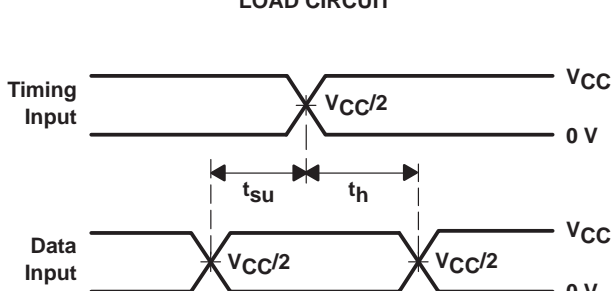 LOAD CIRCUIT
Timing
Input
VCC/2
VCC
0 V
tsu
th
Data
Input
VCC/2
VCC/2
VCC
0 V